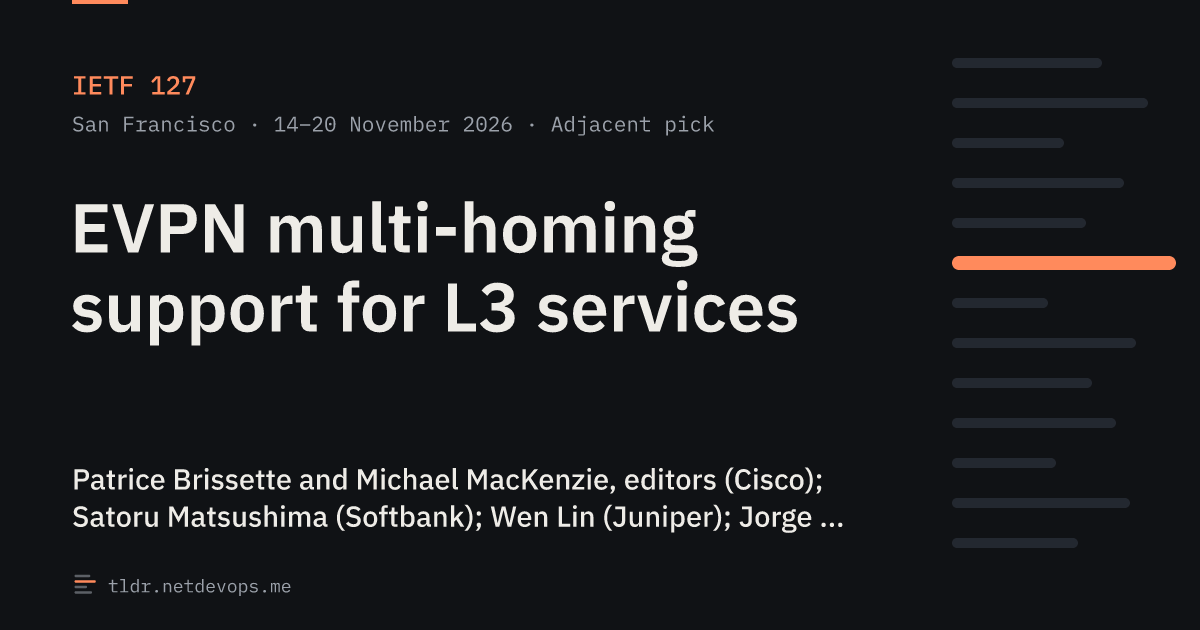 IETF 127
San Francisco · 14–20 November 2026 · Adjacent pick
EVPN multi-homing
support for L3 services
Patrice Brissette and Michael MacKenzie, editors (Cisco);
Satoru Matsushima (Softbank); Wen Lin (Juniper); Jorge ...
tldr.netdevops.me